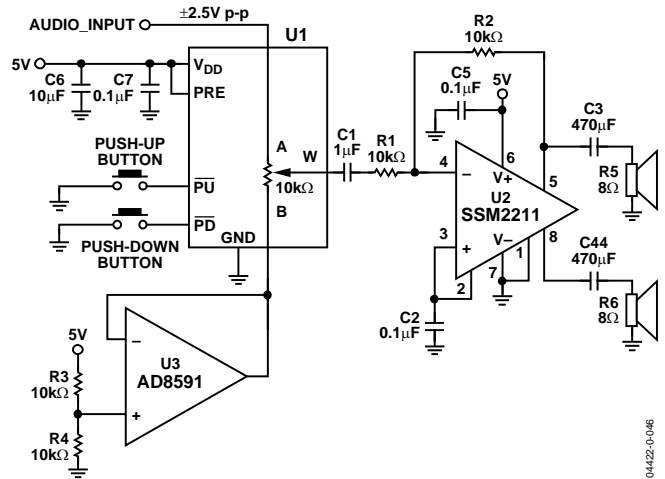 AUDIO_INPUT
±2.5V p-p
U1
5V
C6
10µF
C7
0.1µF
VDD
PRE
PUSH-UP
BUTTON
PU
PD
PUSH-DOWN
BUTTON
GND
A
W
10kΩ
B
C1
1µF
R1
10kΩ
R2
10kΩ
C5
0.1µF
5V
6
V+
4
−
U2
SSM2211
5
3
+
V−
1
8
2
7
C2
0.1µF
C3
470µF
R5
8Ω
C44
470µF
R6
8Ω
5V
R3
10kΩ
R4
10kΩ
−
U3
AD8591
+
04422-0-046